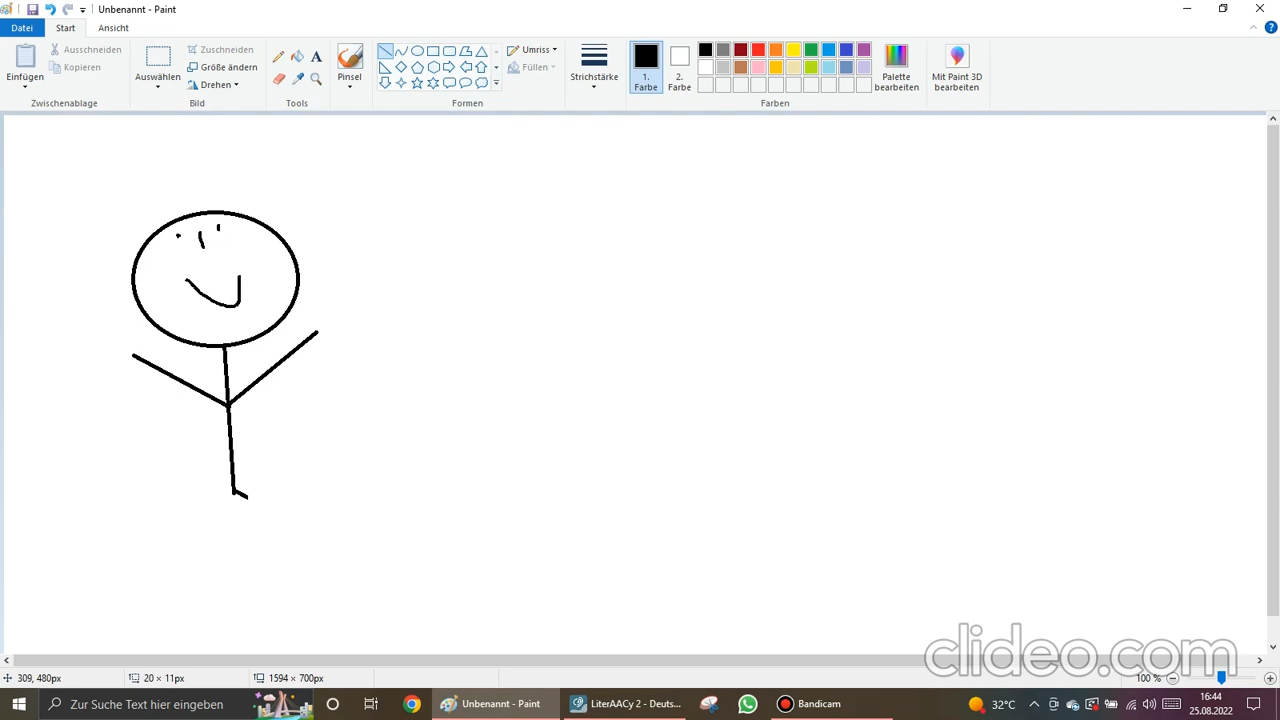 Unbenannt - Paint
Datei Start Ansicht
Einfügen
Ausschneiden
Kopieren
Zwischenablage
Auswählen
Zuschneiden
Größe ändern
Drehen
Bild
A
Tools
Pinsel
Umriss
Füllen
Formen
Strichstärke
1. Farbe
2. Farbe
Palette bearbeiten
Farben
Mit Paint 3D bearbeiten
clideo.com
309, 480px 20 × 11px 1594 × 700px 100 %
Zur Suche Text hier eingeben Unbenannt - Paint LiterAACy 2 - Deuts... Bandicam 32°C 16:44
25.08.2022